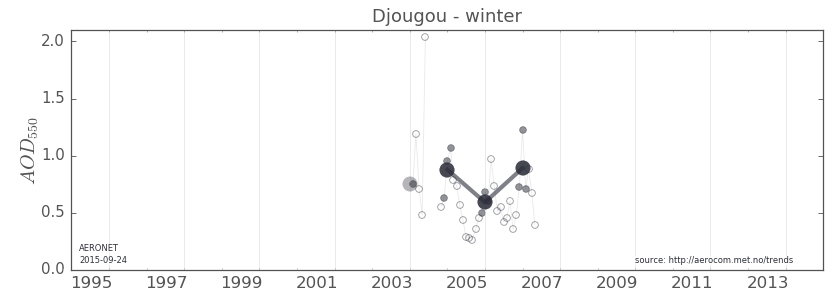 Djougou - winter
2.0
1.5
1.0
0.5
0.0
AOD550
AERONET
2015-09-24
source: http://aerocom.met.no/trends
1995 1997 1999 2001 2003 2005 2007 2009 2011 2013